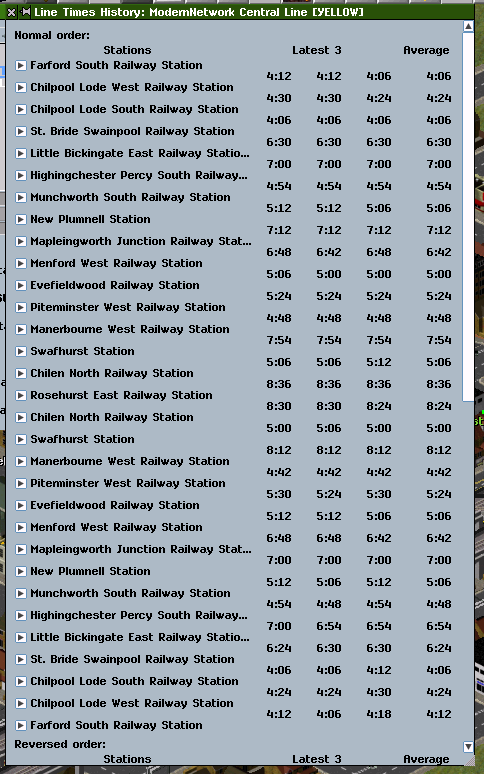 Line Times History: ModernNetwork Central Line [YELLOW]
Normal order:
Stations Latest 3 Average
Farford South Railway Station
4:12 4:12 4:06 4:06
Chilpool Lode West Railway Station
4:30 4:30 4:24 4:24
Chilpool Lode South Railway Station
4:06 4:06 4:06 4:06
St. Bride Swainpool Railway Station
6:30 6:30 6:30 6:30
Little Bickingate East Railway Statio...
7:00 7:00 7:00 7:00
Highingchester Percy South Railway...
4:54 4:54 4:54 4:54
Munchworth South Railway Station
5:12 5:12 5:06 5:06
New Plumnell Station
7:12 7:12 7:12 7:12
Mapleingworth Junction Railway Stat...
6:48 6:42 6:48 6:42
Menford West Railway Station
5:06 5:00 5:00 5:00
Evefieldwood Railway Station
5:24 5:24 5:24 5:24
Piteminster West Railway Station
4:48 4:48 4:48 4:48
Manerbourne West Railway Station
7:54 7:54 7:54 7:54
Swafhurst Station
5:06 5:06 5:12 5:06
Chilen North Railway Station
8:36 8:36 8:36 8:36
Rosehurst East Railway Station
8:30 8:30 8:24 8:24
Chilen North Railway Station
5:00 5:06 5:00 5:00
Swafhurst Station
8:12 8:12 8:12 8:12
Manerbourne West Railway Station
4:42 4:42 4:42 4:42
Piteminster West Railway Station
5:30 5:24 5:30 5:24
Evefieldwood Railway Station
5:12 5:12 5:06 5:06
Menford West Railway Station
6:48 6:48 6:42 6:42
Mapleingworth Junction Railway Stat...
7:00 7:00 7:00 7:00
New Plumnell Station
5:12 5:06 5:12 5:06
Munchworth South Railway Station
4:54 4:48 4:54 4:48
Highingchester Percy South Railway...
7:00 6:54 6:54 6:54
Little Bickingate East Railway Statio...
6:24 6:30 6:30 6:24
St. Bride Swainpool Railway Station
4:06 4:06 4:12 4:06
Chilpool Lode South Railway Station
4:24 4:24 4:30 4:24
Chilpool Lode West Railway Station
4:12 4:06 4:18 4:12
Farford South Railway Station
Reversed order:
Stations Latest 3 Average